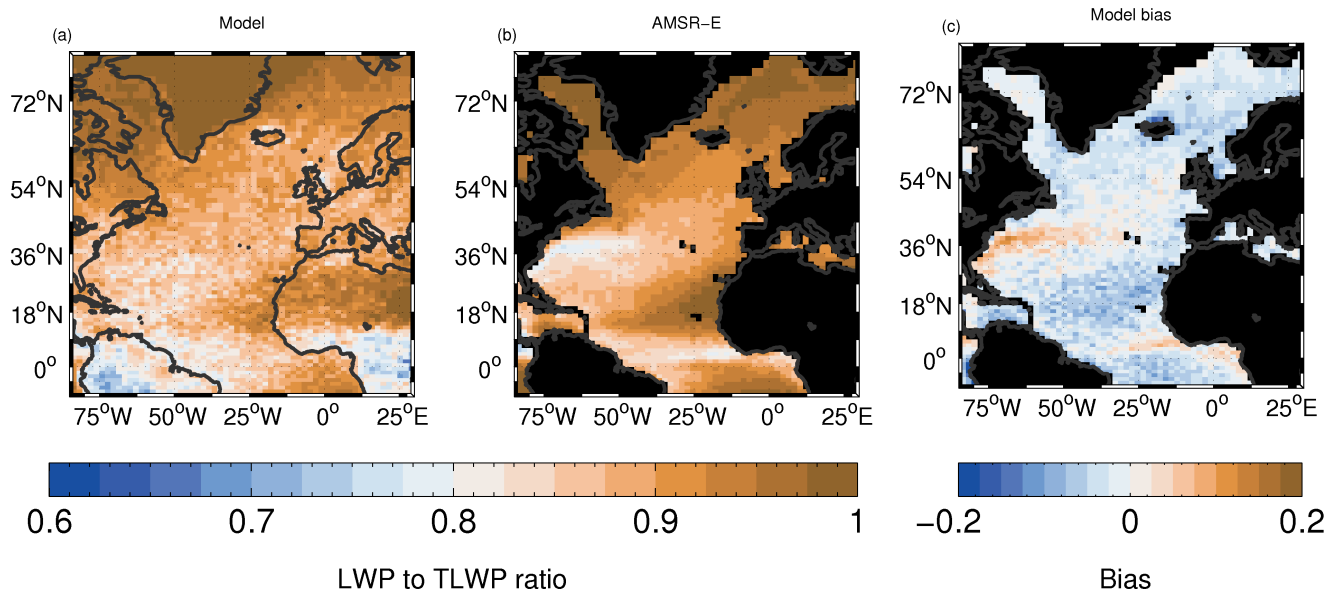 Model
AMSR−E
Model bias
(a)
(b)
(c)
72°N
54°N
36°N
18°N
0°
75°W 50°W 25°W 0° 25°E
72°N
54°N
36°N
18°N
0°
75°W 50°W 25°W 0° 25°E
72°N
54°N
36°N
18°N
0°
75°W 50°W 25°W 0° 25°E
0.6 0.7 0.8 0.9 1
LWP to TLWP ratio
−0.2 0 0.2
Bias